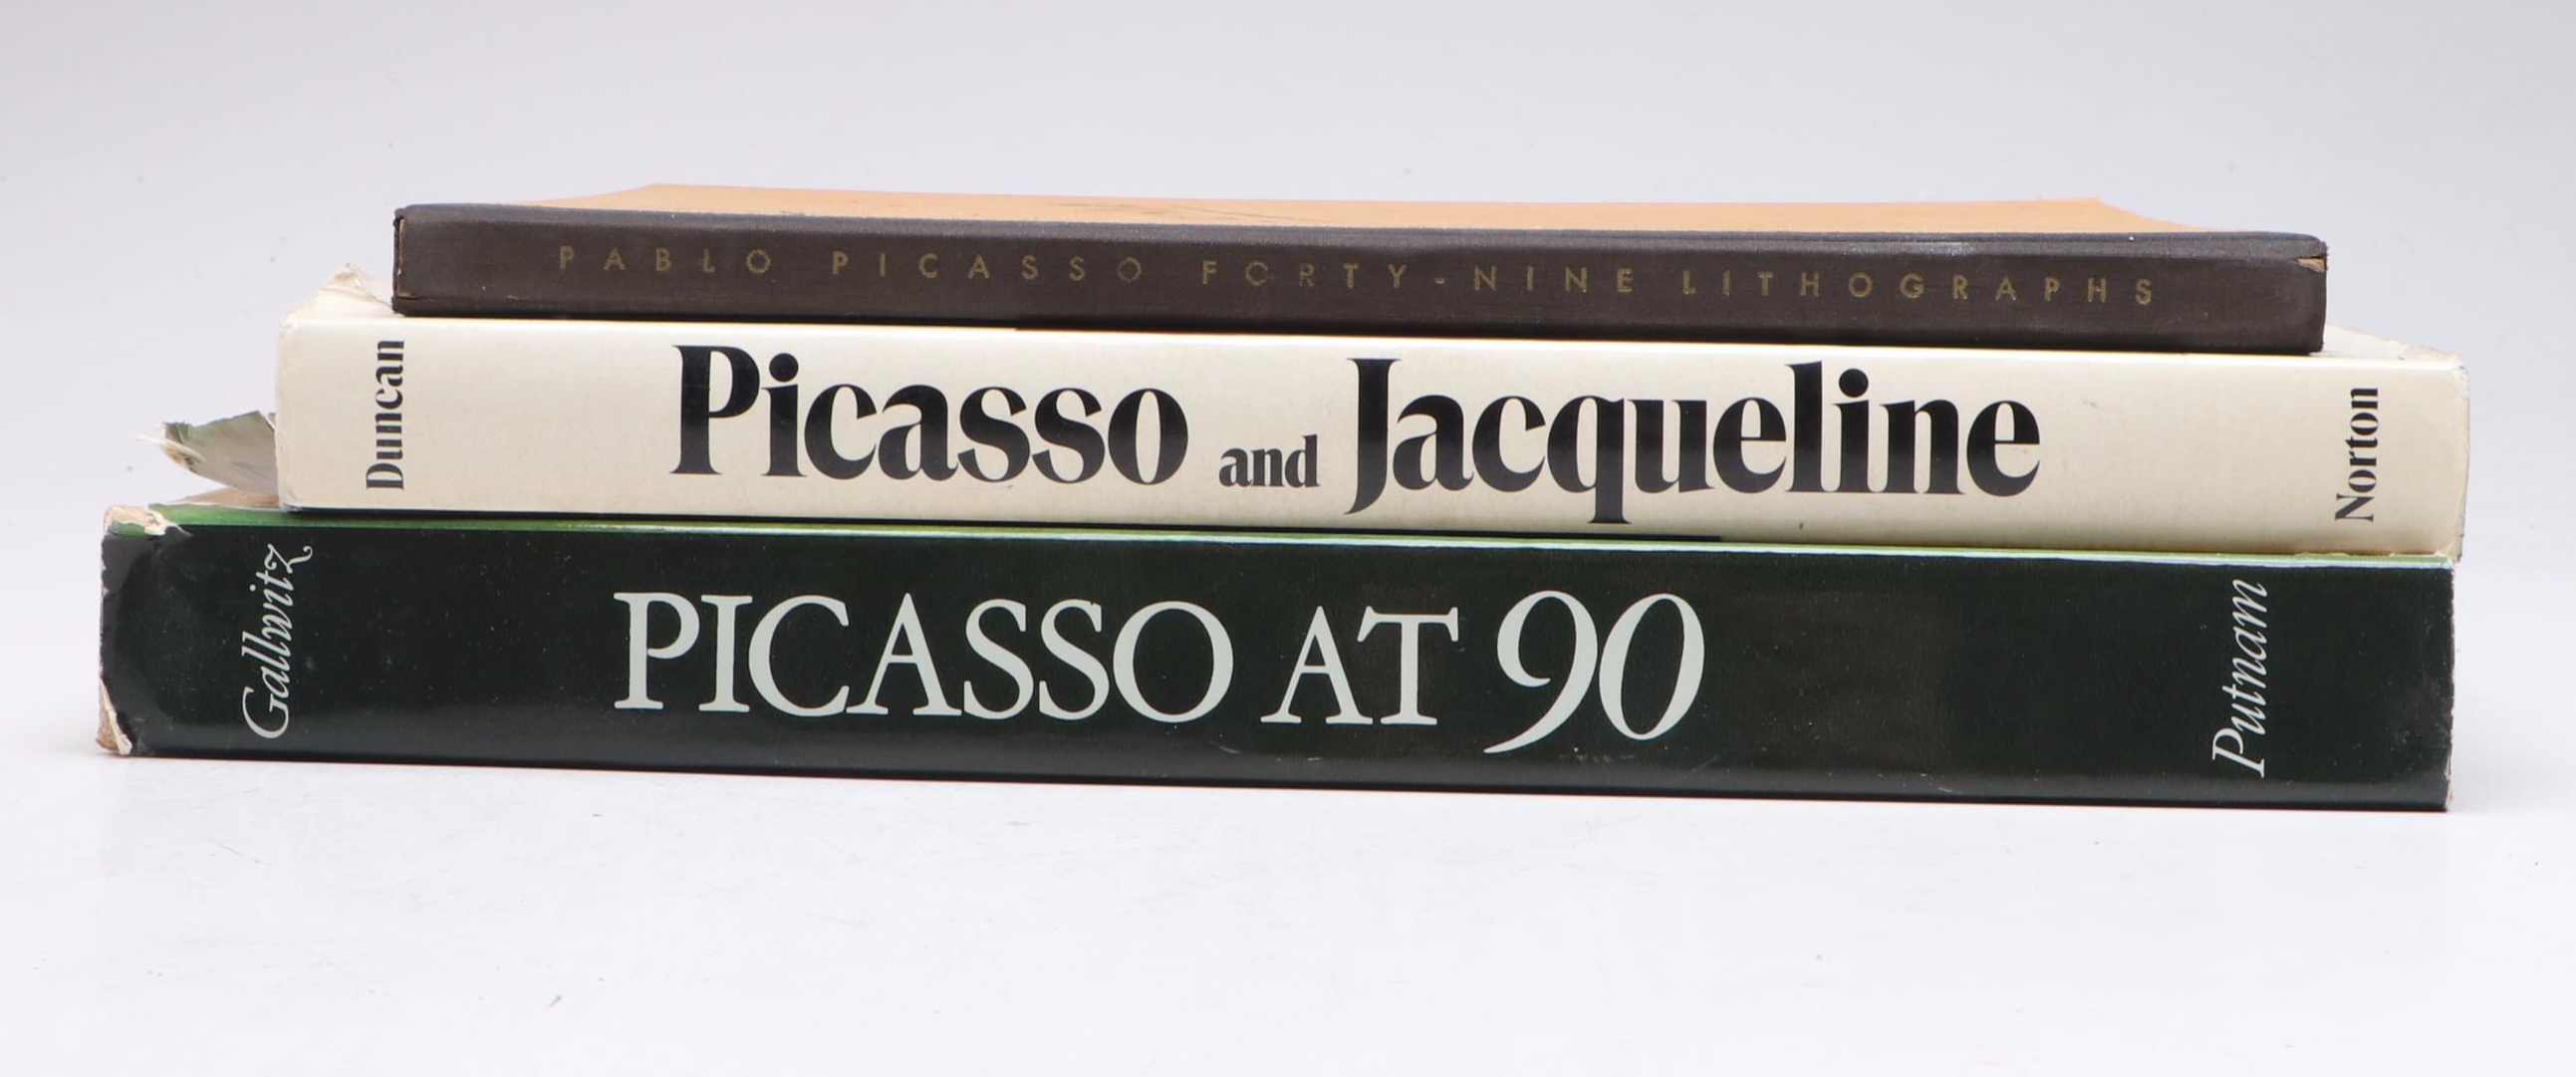 PABLO PICASSO FORTY-NINE LITHOGRAPHS
Duncan
Picasso and Jacqueline
Norton
Gallwitz
PICASSO AT 90
Putnam